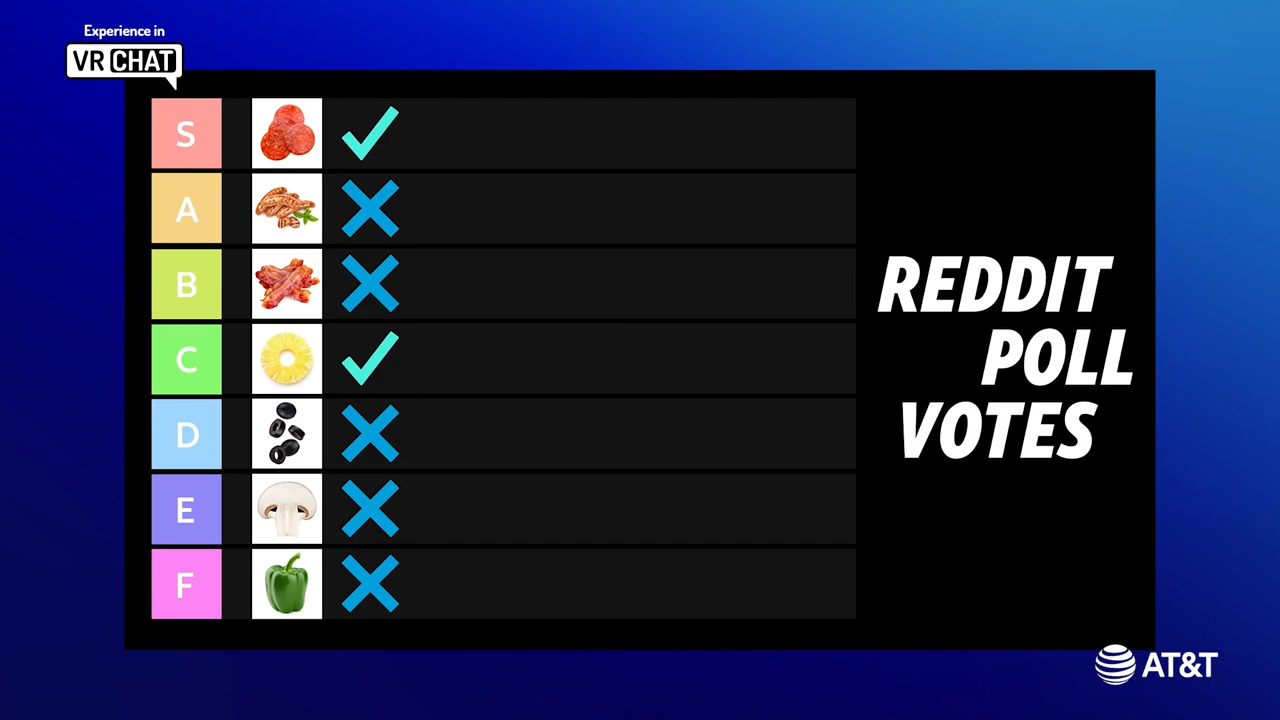 Experience in
VR CHAT
S
A
B
C
D
E
F
REDDIT
POLL
VOTES
AT&T